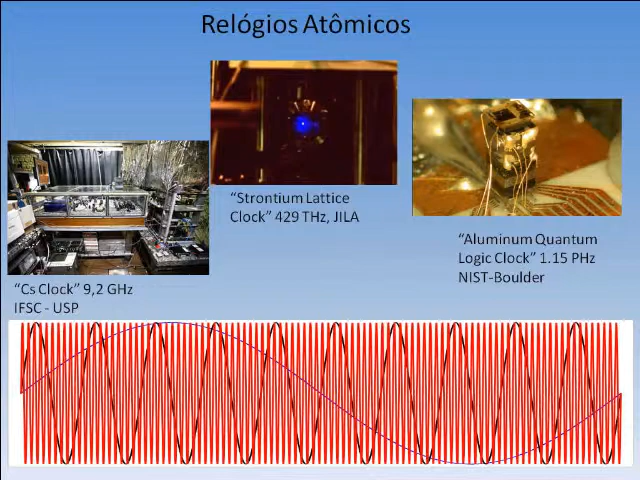 Relógios Atômicos
“Strontium Lattice
Clock” 429 THz, JILA
“Aluminum Quantum
Logic Clock” 1.15 PHz
NIST-Boulder
“Cs Clock” 9,2 GHz
IFSC - USP